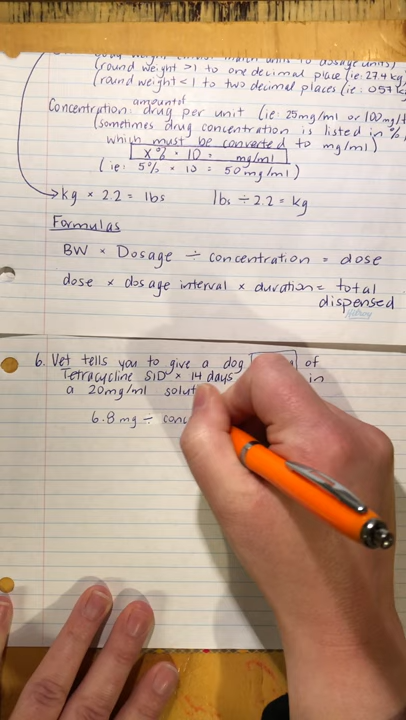 (round weight >1 to one decimal place (ie: 27.4 kg)
(round weight <1 to two decimal places (ie: 0.57 k
Concentration: amount of drug per unit (ie: 25mg/ml or 100mg/t
(sometimes drug concentration is listed in %,
which must be converted to mg/ml)
X% × 10 = mg/ml
(ie: 5% × 10 = 50mg/ml)
kg × 2.2 = lbs lbs ÷ 2.2 = kg
Formulas
BW × Dosage ÷ concentration = dose
dose × dosage interval × duration = total
dispensed
6. Vet tells you to give a dog of
Tetracycline SID × 14 days in
a 20mg/ml solut
6.8 mg ÷ conc